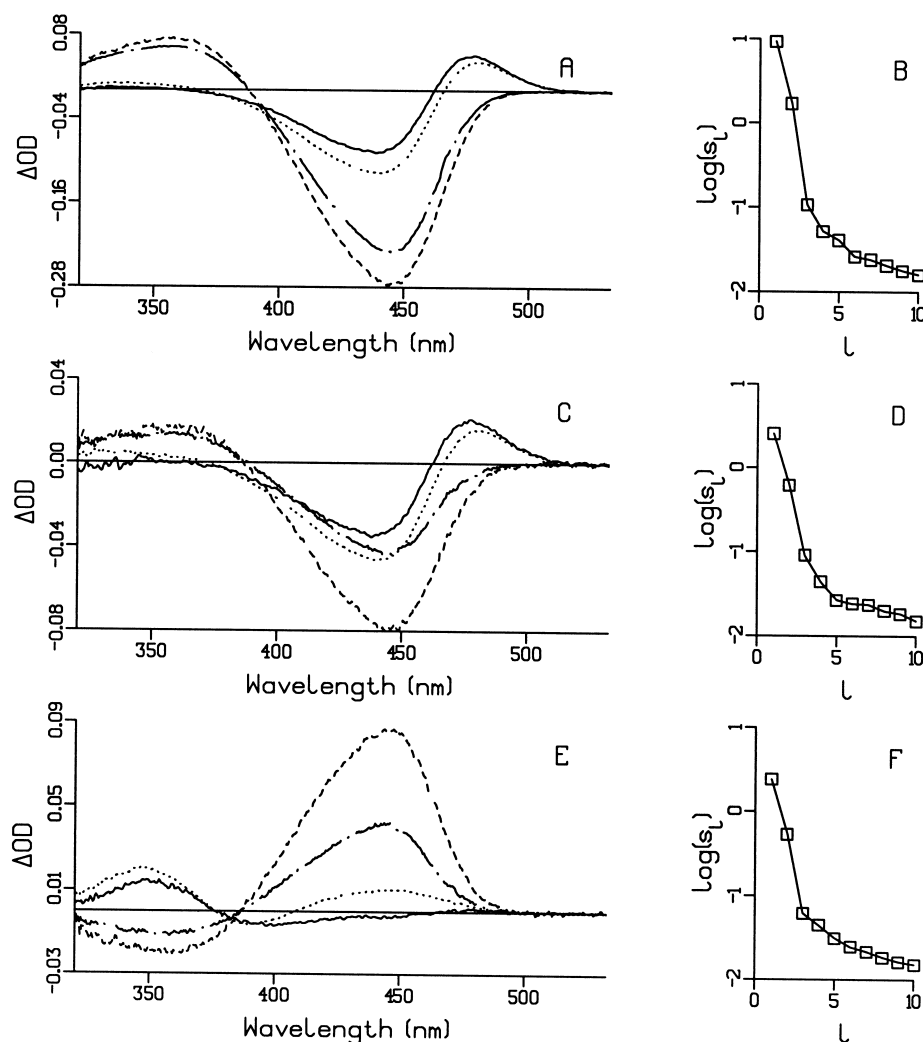 A
ΔOD
0.08
-0.04
-0.16
-0.28
350
400
450
500
Wavelength (nm)
B
log(s_l)
1
0
-1
-2
0
5
10
l
C
ΔOD
0.04
0.00
-0.04
-0.08
350
400
450
500
Wavelength (nm)
D
log(s_l)
1
0
-1
-2
0
5
10
l
E
ΔOD
0.09
0.05
0.01
-0.03
350
400
450
500
Wavelength (nm)
F
log(s_l)
1
0
-1
-2
0
5
10
l